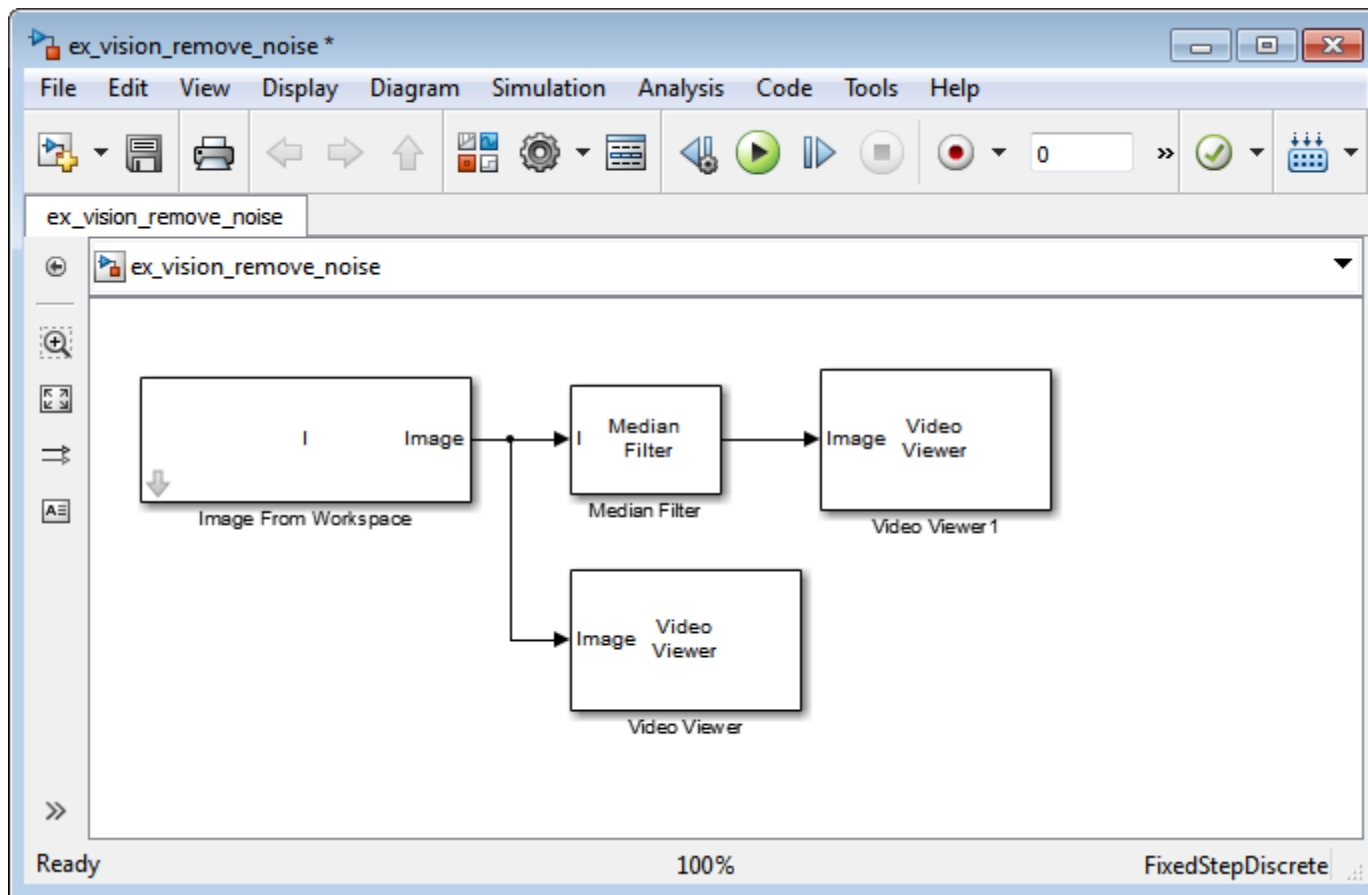 ex_vision_remove_noise *
File Edit View Display Diagram Simulation Analysis Code Tools Help
0 »
ex_vision_remove_noise
ex_vision_remove_noise
I Image
Image From Workspace
I Median
Filter
Median Filter
Image Video
Viewer
Video Viewer1
Image Video
Viewer
Video Viewer
A
»
Ready 100% FixedStepDiscrete